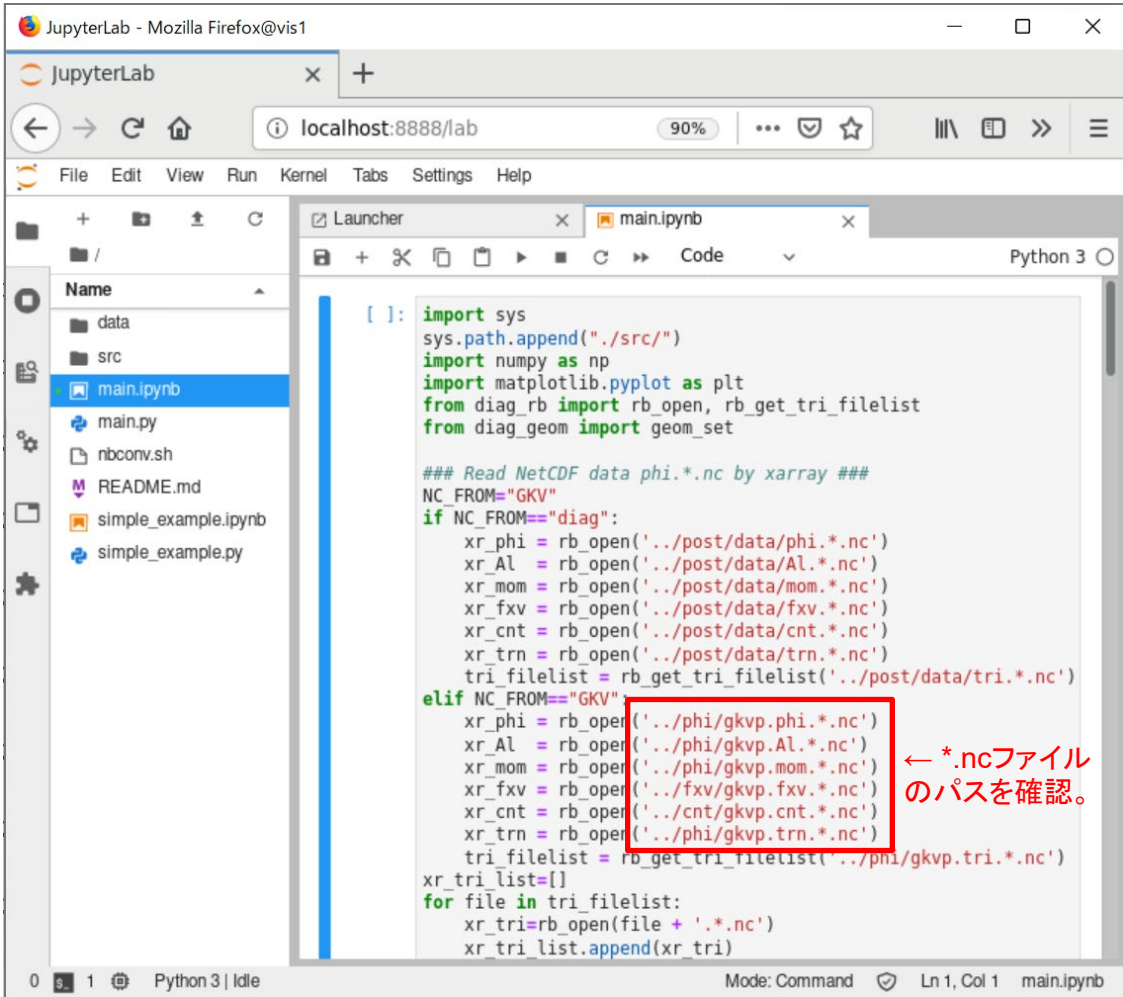 JupyterLab - Mozilla Firefox@vis1
JupyterLab
localhost:8888/lab
90%
File Edit View Run Kernel Tabs Settings Help
Launcher
main.ipynb
/
Code
Python 3
Name
data
src
main.ipynb
main.py
nbconv.sh
README.md
simple_example.ipynb
simple_example.py
[ ]:
import sys
sys.path.append("./src/")
import numpy as np
import matplotlib.pyplot as plt
from diag_rb import rb_open, rb_get_tri_filelist
from diag_geom import geom_set
### Read NetCDF data phi.*.nc by xarray ###
NC_FROM="GKV"
if NC_FROM=="diag":
    xr_phi = rb_open('../post/data/phi.*.nc')
    xr_Al  = rb_open('../post/data/Al.*.nc')
    xr_mom = rb_open('../post/data/mom.*.nc')
    xr_fxv = rb_open('../post/data/fxv.*.nc')
    xr_cnt = rb_open('../post/data/cnt.*.nc')
    xr_trn = rb_open('../post/data/trn.*.nc')
    tri_filelist = rb_get_tri_filelist('../post/data/tri.*.nc')
elif NC_FROM=="GKV":
    xr_phi = rb_open('../phi/gkvp.phi.*.nc')
    xr_Al  = rb_open('../phi/gkvp.Al.*.nc')
    xr_mom = rb_open('../phi/gkvp.mom.*.nc')
    xr_fxv = rb_open('../fxv/gkvp.fxv.*.nc')
    xr_cnt = rb_open('../cnt/gkvp.cnt.*.nc')
    xr_trn = rb_open('../phi/gkvp.trn.*.nc')
    tri_filelist = rb_get_tri_filelist('../phi/gkvp.tri.*.nc')
xr_tri_list=[]
for file in tri_filelist:
    xr_tri=rb_open(file + '.*.nc')
    xr_tri_list.append(xr_tri)
← *.ncファイル
のパスを確認。
0 1 Python 3 | Idle
Mode: Command Ln 1, Col 1 main.ipynb